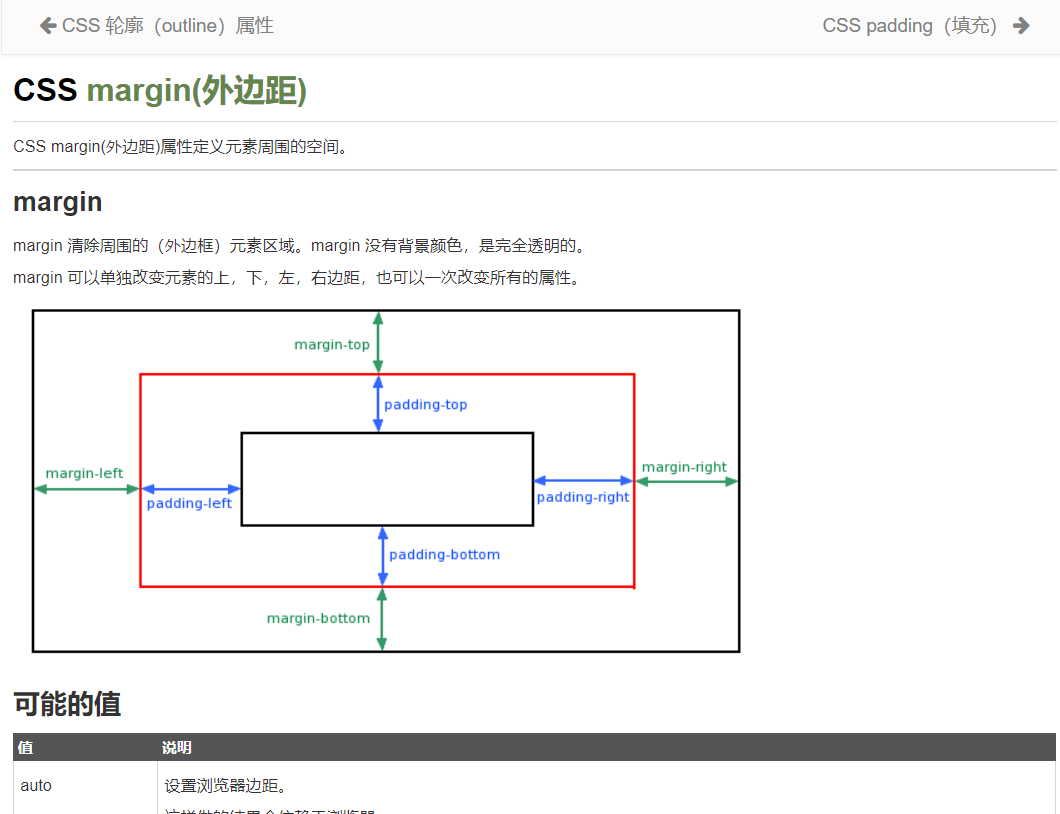 CSS 轮廓（outline）属性
CSS padding（填充）
CSS margin(外边距)
CSS margin(外边距)属性定义元素周围的空间。
margin
margin 清除周围的（外边框）元素区域。margin 没有背景颜色，是完全透明的。
margin 可以单独改变元素的上，下，左，右边距，也可以一次改变所有的属性。
margin-top
padding-top
margin-left
margin-right
padding-left
padding-right
padding-bottom
margin-bottom
可能的值
值 说明
auto 设置浏览器边距。